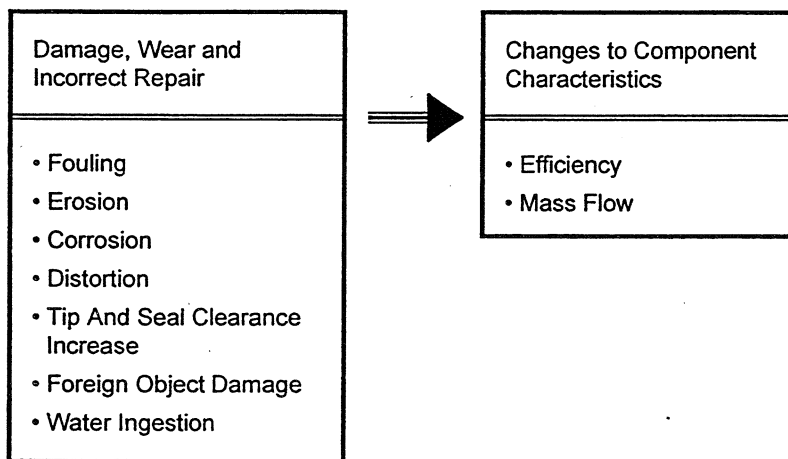 Damage, Wear and
Incorrect Repair
• Fouling
• Erosion
• Corrosion
• Distortion
• Tip And Seal Clearance
Increase
• Foreign Object Damage
• Water Ingestion
Changes to Component
Characteristics
• Efficiency
• Mass Flow